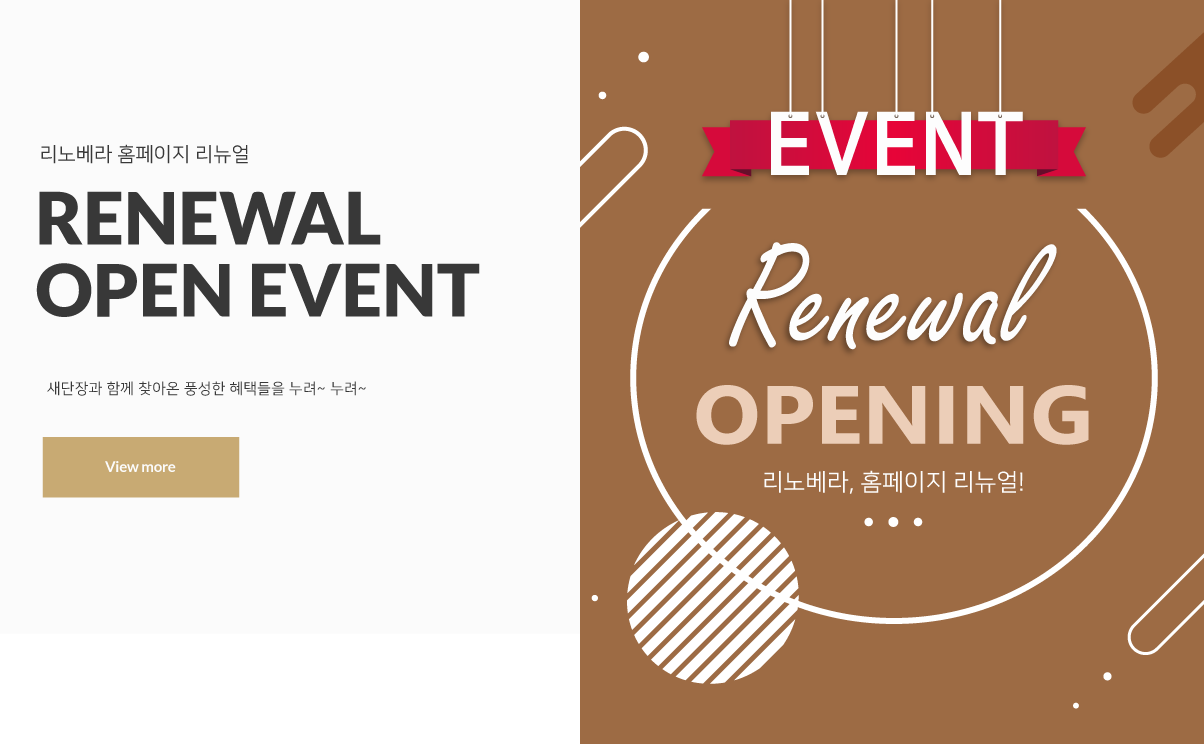 리노베라 홈페이지 리뉴얼
RENEWAL
OPEN EVENT
새단장과 함께 찾아온 풍성한 혜택들을 누려~ 누려~
View more
EVENT
Renewal
OPENING
리노베라, 홈페이지 리뉴얼!